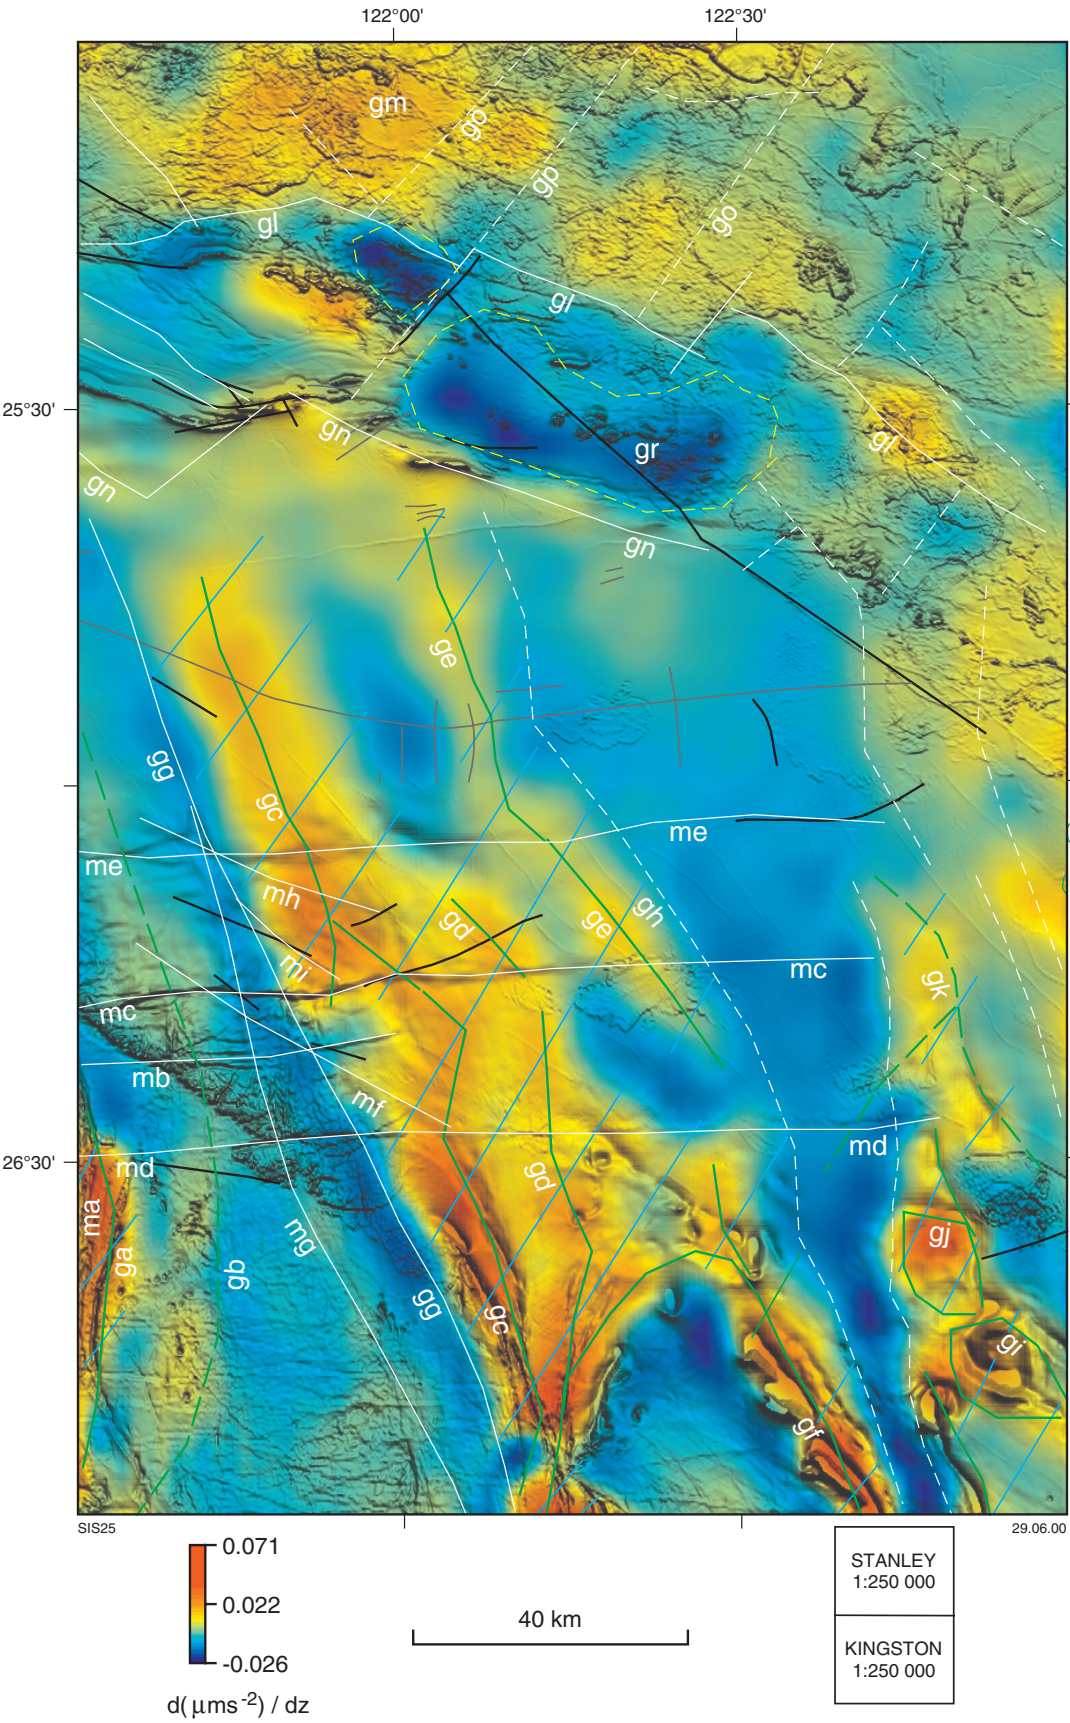 122°00'
122°30'
gm
go
gp
go
gl
gl
25°30'
gn
gl
gr
gn
gn
ge
gg
gc
me
me
mh
gd
ge
gh
mi
mc
gk
mc
mb
mf
md
26°30'
md
gd
ma
ga
gb
mg
gg
gc
gj
gi
gf
SIS25
29.06.00
0.071
0.022
-0.026
d(μms⁻²) / dz
40 km
STANLEY
1:250 000
KINGSTON
1:250 000